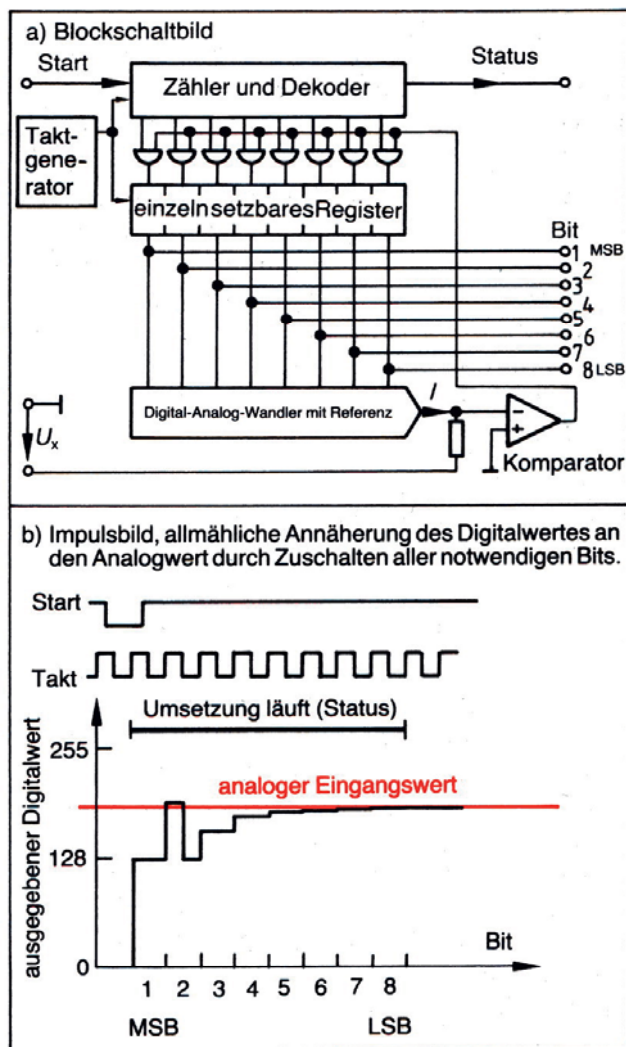 a) Blockschaltbild
Start
Status
Zähler und Dekoder
Takt-
gene-
rator
einzeln setzbares Register
Bit
1 MSB
2
3
4
5
6
7
8 LSB
Digital-Analog-Wandler mit Referenz
I
Ux
Komparator
b) Impulsbild, allmähliche Annäherung des Digitalwertes an
den Analogwert durch Zuschalten aller notwendigen Bits.
Start
Takt
Umsetzung läuft (Status)
255
analoger Eingangswert
128
ausgegebener Digitalwert
Bit
0
1 2 3 4 5 6 7 8
MSB LSB